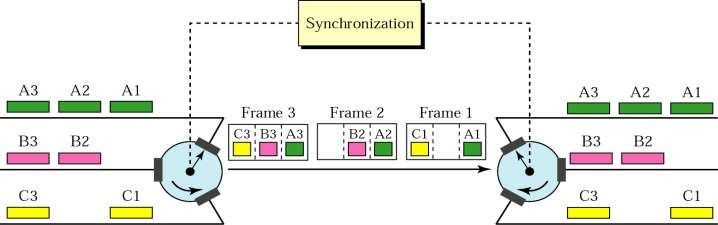 Synchronization
A3 A2 A1
A3 A2 A1
Frame 3 Frame 2 Frame 1
C3 B3 A3 B2 A2 C1 A1
B3 B2
B3 B2
C3 C1
C3 C1